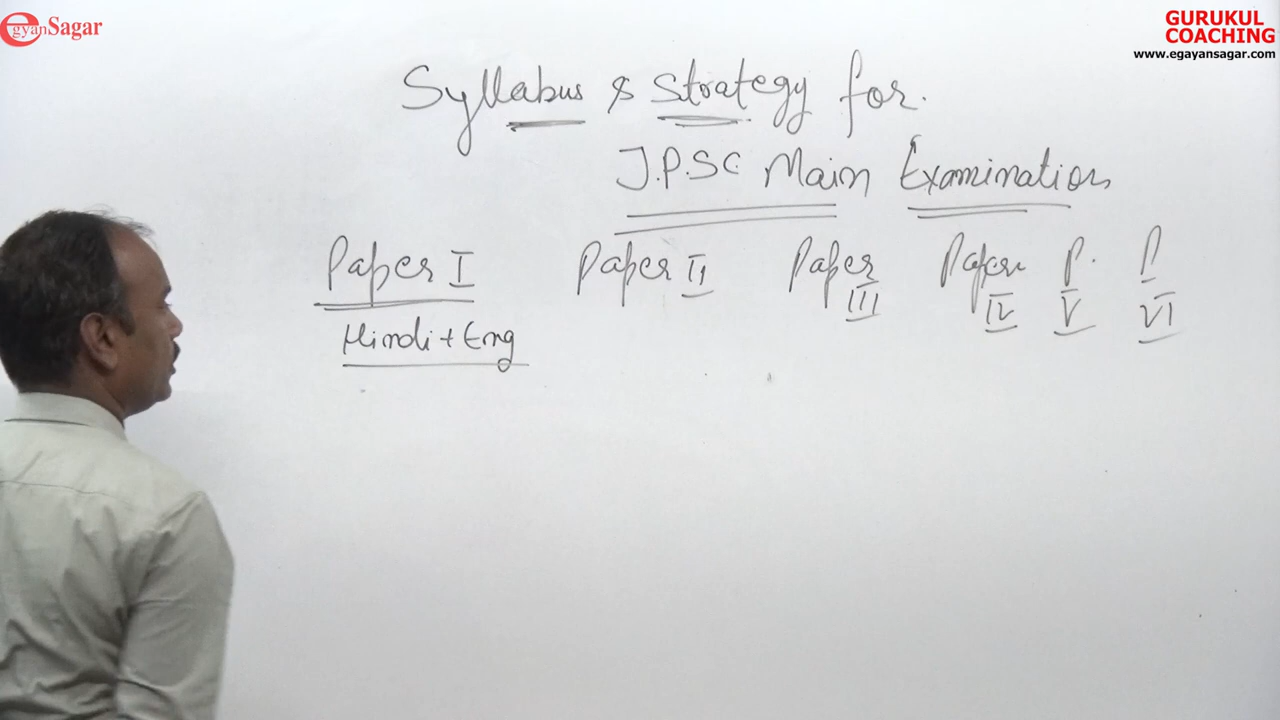 egyanSagar
GURUKUL
COACHING
www.egayansagar.com
Syllabus & Strategy for.
J.P.SC Main Examination
Paper I Paper II Paper III Paper IV P. V P VI
Hindi + Eng